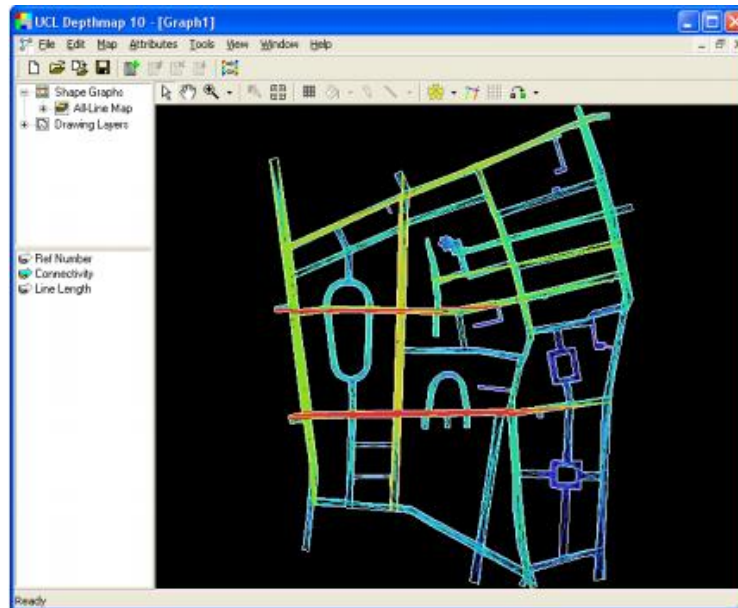 UCL Depthmap 10 - [Graph1]
File Edit Map Attributes Tools View Window Help
Shape Graphs
All-Line Map
Drawing Layers
Ref Number
Connectivity
Line Length
Ready